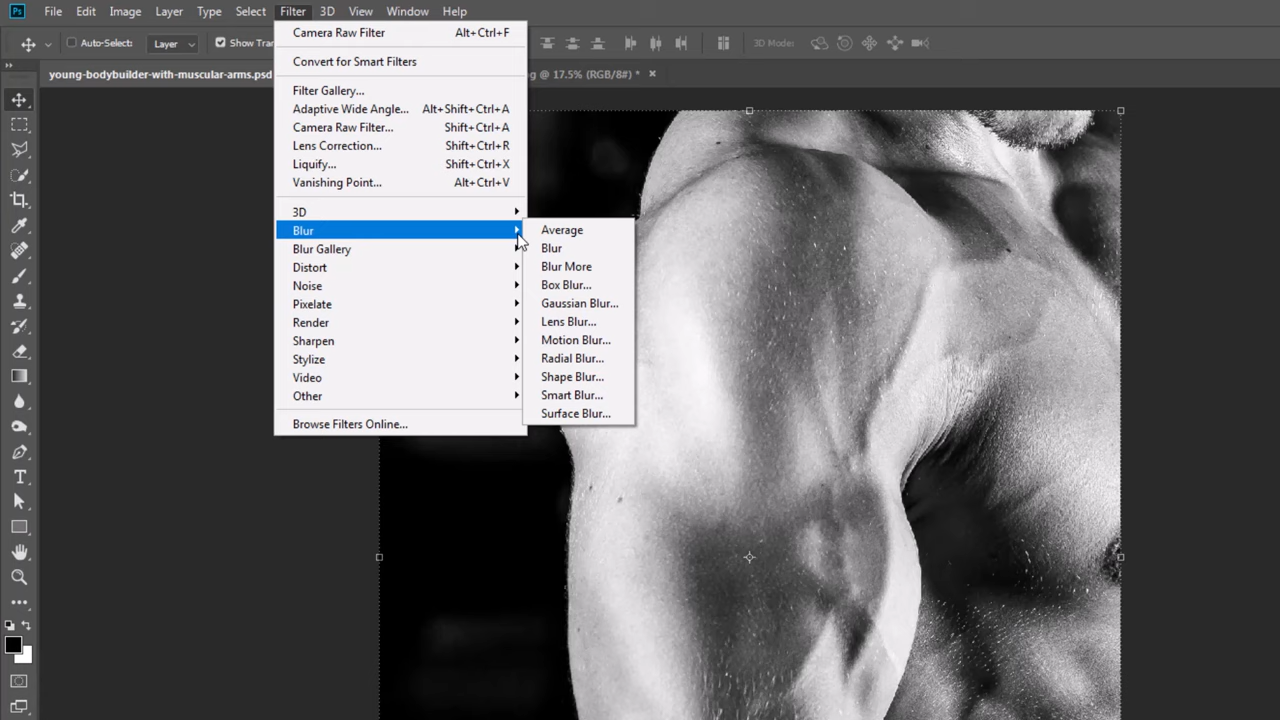 Ps File Edit Image Layer Type Select Filter 3D View Window Help
Auto-Select: Layer Show Tra 3D Mode:
young-bodybuilder-with-muscular-arms.psd ng @ 17.5% (RGB/8#) *
Camera Raw Filter Alt+Ctrl+F
Convert for Smart Filters
Filter Gallery...
Adaptive Wide Angle... Alt+Shift+Ctrl+A
Camera Raw Filter... Shift+Ctrl+A
Lens Correction... Shift+Ctrl+R
Liquify... Shift+Ctrl+X
Vanishing Point... Alt+Ctrl+V
3D
Blur
Blur Gallery
Distort
Noise
Pixelate
Render
Sharpen
Stylize
Video
Other
Browse Filters Online...
Average
Blur
Blur More
Box Blur...
Gaussian Blur...
Lens Blur...
Motion Blur...
Radial Blur...
Shape Blur...
Smart Blur...
Surface Blur...